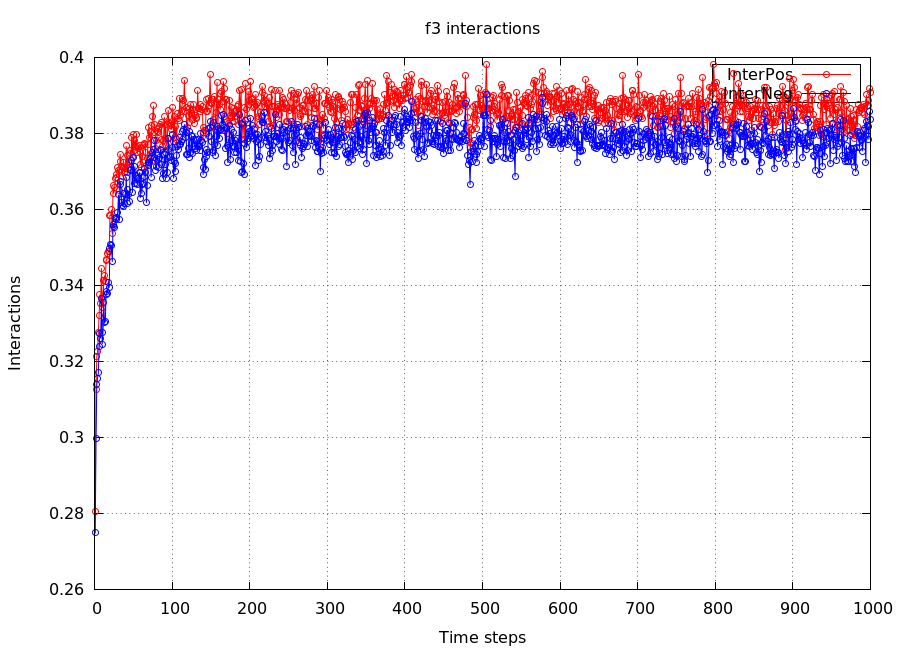 f3 interactions
0.4
0.38
0.36
0.34
0.32
0.3
0.28
0.26
Interactions
InterPos
InterNeg
0 100 200 300 400 500 600 700 800 900 1000
Time steps